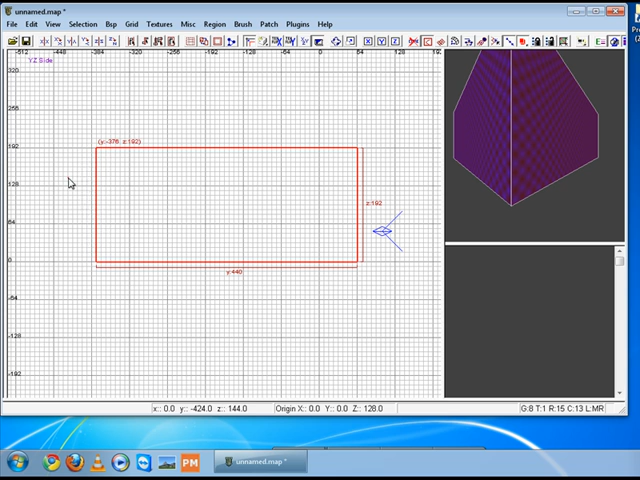 unnamed.map *
File Edit View Selection Bsp Grid Textures Misc Region Brush Patch Plugins Help
-512 -448 -384 -320 -256 -192 -128 -64 0 64 128
YZ Side
320
256
192
128
64
0
-64
-128
-192
(y:-376 z:192)
z:192
y:440
x:: 0.0 y:: -424.0 z:: 144.0
Origin X:: 0.0 Y:: 0.0 Z:: 128.0
G:8 T:1 R:15 C:13 L:MR
PM
unnamed.map *